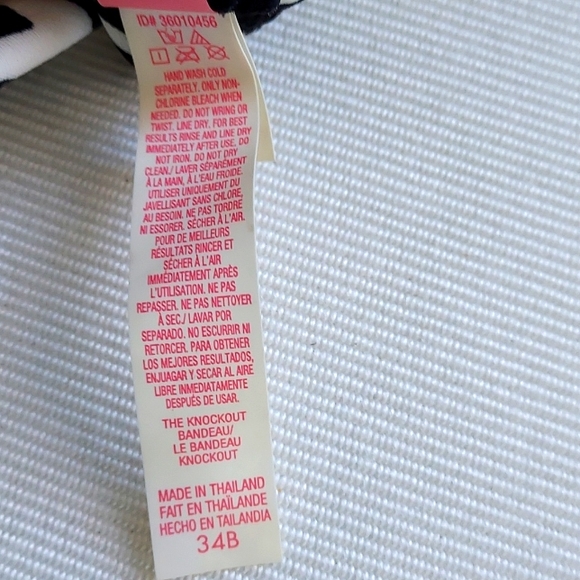 ID# 36010456
HAND WASH COLD
SEPARATELY. ONLY NON-
CHLORINE BLEACH WHEN
NEEDED. DO NOT WRING OR
TWIST. LINE DRY. FOR BEST
RESULTS RINSE AND LINE DRY
IMMEDIATELY AFTER USE. DO
NOT IRON. DO NOT DRY
CLEAN./ LAVER SÉPARÉMENT
À LA MAIN, À L'EAU FROIDE.
UTILISER UNIQUEMENT DU
JAVELLISANT SANS CHLORE,
AU BESOIN. NE PAS TORDRE
NI ESSORER. SÉCHER À L'AIR.
POUR DE MEILLEURS
RÉSULTATS RINCER ET
SÉCHER À L'AIR
IMMÉDIATEMENT APRÈS
L'UTILISATION. NE PAS
REPASSER. NE PAS NETTOYER
À SEC./ LAVAR POR
SEPARADO. NO ESCURRIR NI
RETORCER. PARA OBTENER
LOS MEJORES RESULTADOS,
ENJUAGAR Y SECAR AL AIRE
LIBRE INMEDIATAMENTE
DESPUÉS DE USAR.
THE KNOCKOUT
BANDEAU/
LE BANDEAU
KNOCKOUT
MADE IN THAILAND
FAIT EN THAÏLANDE
HECHO EN TAILANDIA
34B